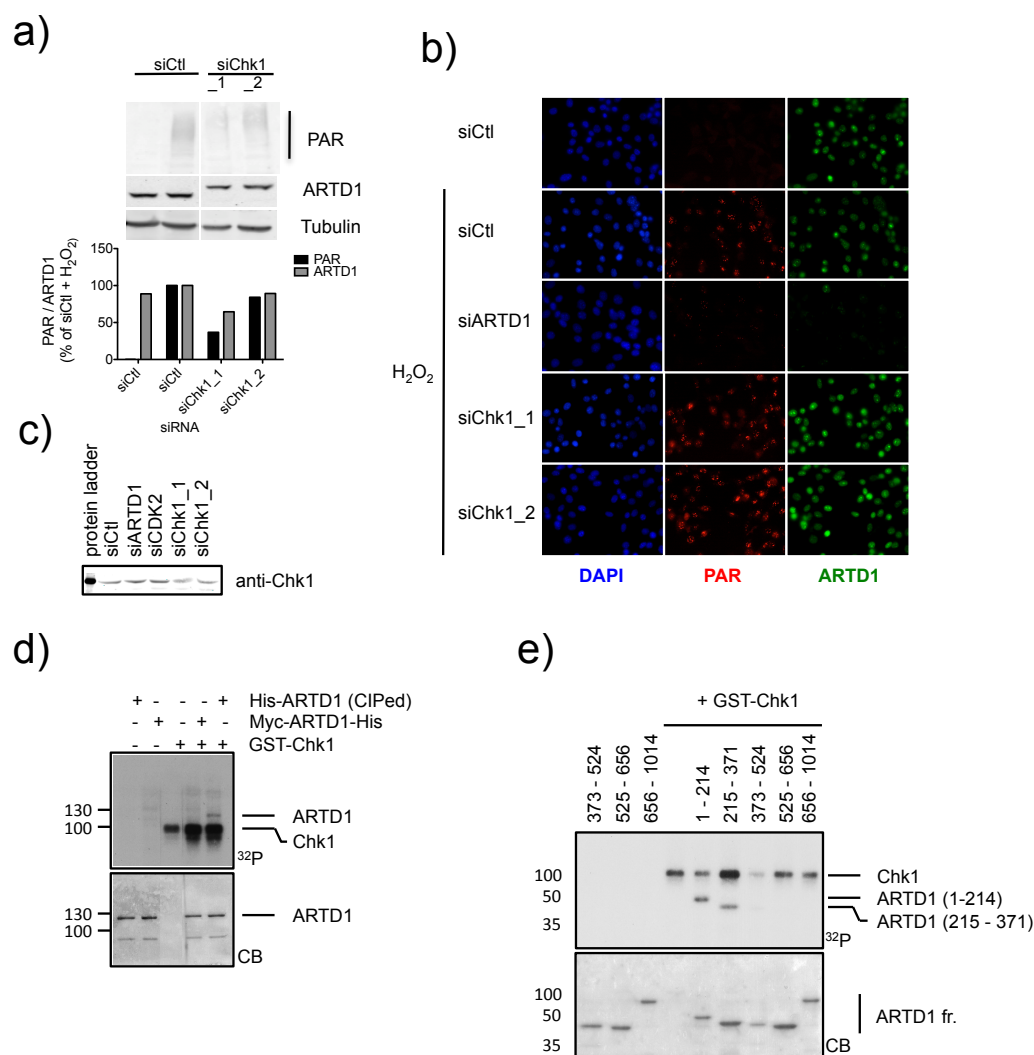 a)
siCtl siChk1
_1 _2
PAR
ARTD1
Tubulin
PAR / ARTD1
(% of siCtl + H₂O₂)
150
100
50
0
PAR
ARTD1
siCtl siCtl siChk1_1 siChk1_2
siRNA
b)
siCtl
siCtl
siARTD1
H₂O₂
siChk1_1
siChk1_2
DAPI PAR ARTD1
c)
protein ladder
siCtl
siARTD1
siCDK2
siChk1_1
siChk1_2
anti-Chk1
d)
+ - - - + His-ARTD1 (CIPed)
- + - + - Myc-ARTD1-His
- - + + + GST-Chk1
130
100
ARTD1
Chk1
³²P
130
100
ARTD1
CB
e)
+ GST-Chk1
373 - 524
525 - 656
656 - 1014
1 - 214
215 - 371
373 - 524
525 - 656
656 - 1014
100
50
35
Chk1
ARTD1 (1-214)
ARTD1 (215 - 371)
³²P
100
50
35
ARTD1 fr.
CB